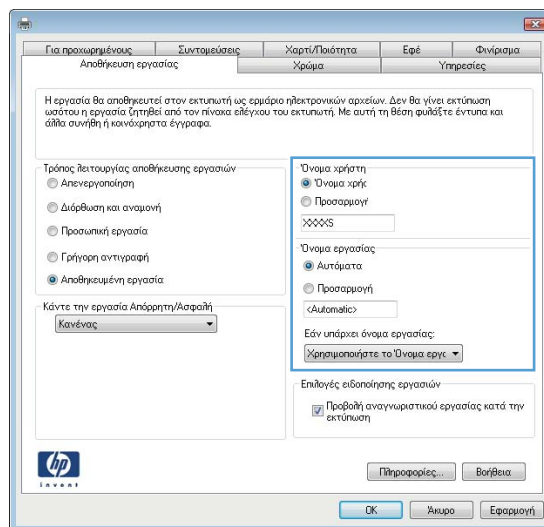 Για προχωρημένους Συντομεύσεις Χαρτί/Ποιότητα Εφέ Φινίρισμα
Αποθήκευση εργασίας Χρώμα Υπηρεσίες
Η εργασία θα αποθηκευτεί στον εκτυπωτή ως ερμάριο ηλεκτρονικών αρχείων. Δεν θα γίνει εκτύπωση
ωσότου η εργασία ζητηθεί από τον πίνακα ελέγχου του εκτυπωτή. Με αυτή τη θέση φυλάξτε έντυπα και
άλλα συνήθη ή κοινόχρηστα έγγραφα.
Τρόπος λειτουργίας αποθήκευσης εργασιών
Απενεργοποίηση
Διόρθωση και αναμονή
Προσωπική εργασία
Γρήγορη αντιγραφή
Αποθηκευμένη εργασία
Κάντε την εργασία Απόρρητη/Ασφαλή
Κανένας
Όνομα χρήστη
Όνομα χρής
Προσαρμογή
XXXXS
Όνομα εργασίας
Αυτόματα
Προσαρμογή
<Automatic>
Εάν υπάρχει όνομα εργασίας:
Χρησιμοποιήστε το Όνομα εργς
Επιλογές ειδοποίησης εργασιών
Προβολή αναγνωριστικού εργασίας κατά την
εκτύπωση
hp
invent
Πληροφορίες... Βοήθεια
OK Άκυρο Εφαρμογή